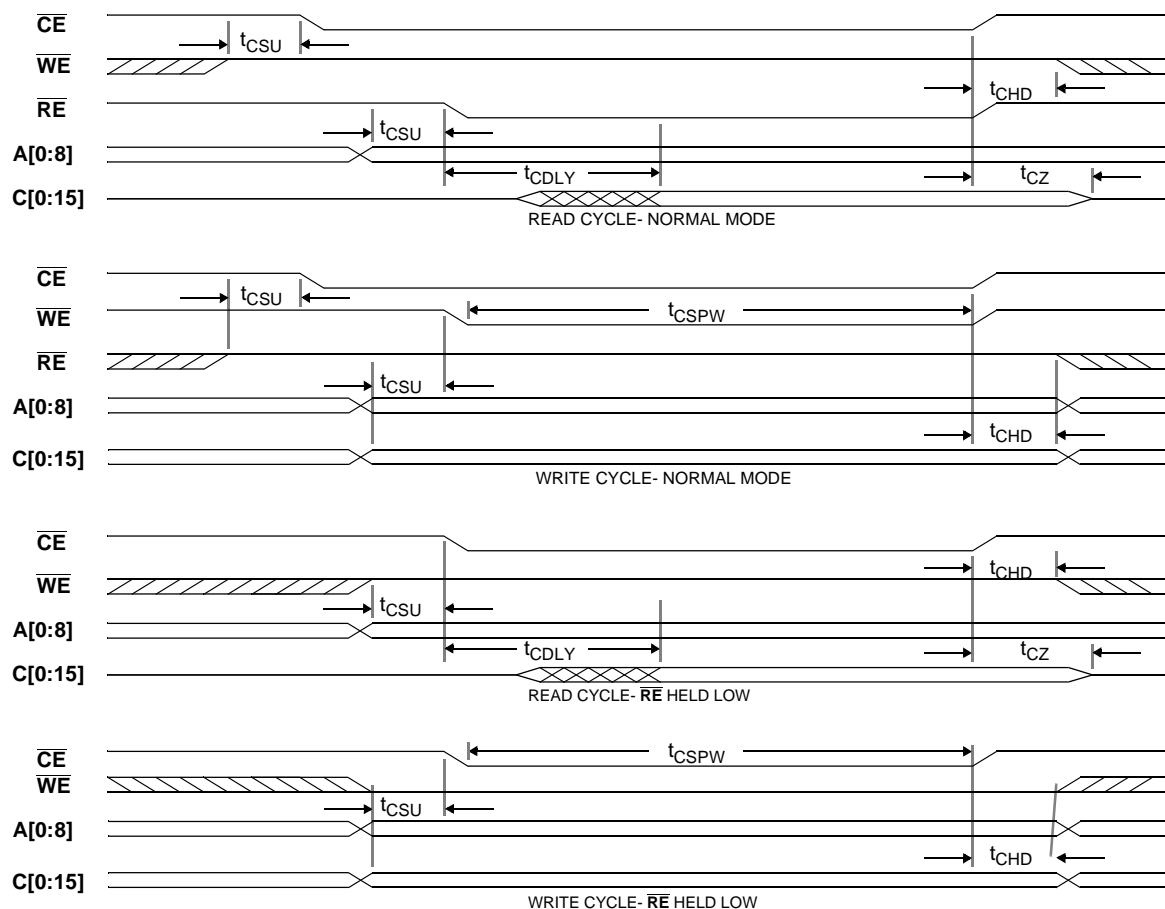 CE
tCSU
WE
tCHD
RE
tCSU
A[0:8]
tCDLY
tCZ
C[0:15]
READ CYCLE- NORMAL MODE
CE
tCSU
WE
tCSPW
RE
tCSU
A[0:8]
tCHD
C[0:15]
WRITE CYCLE- NORMAL MODE
CE
WE
tCHD
tCSU
A[0:8]
tCDLY
tCZ
C[0:15]
READ CYCLE- RE HELD LOW
CE
tCSPW
WE
tCSU
A[0:8]
tCHD
C[0:15]
WRITE CYCLE- RE HELD LOW